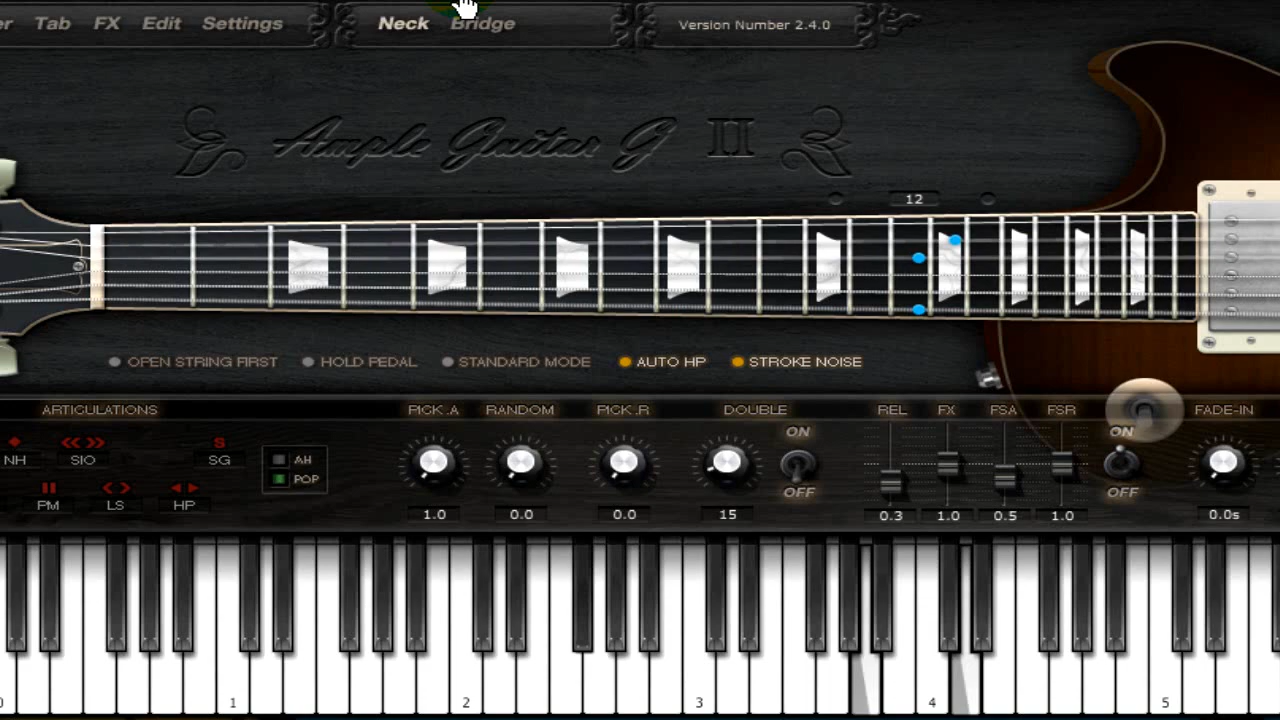 er Tab FX Edit Settings Neck Bridge Version Number 2.4.0
Ample Guitar G II
12
OPEN STRING FIRST HOLD PEDAL STANDARD MODE AUTO HP STROKE NOISE
ARTICULATIONS PICK.A RANDOM PICK.R DOUBLE REL FX FSA FSR FADE-IN
ON ON
S
NH SIO SG AH
POP
PM LS HP
OFF OFF
1.0 0.0 0.0 15 0.3 1.0 0.5 1.0 0.0s
0 1 2 3 4 5